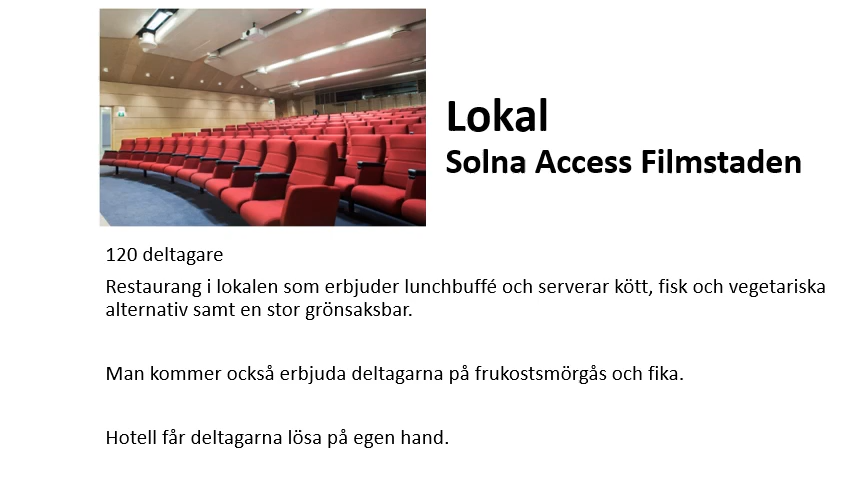 Lokal
Solna Access Filmstaden
120 deltagare
Restaurang i lokalen som erbjuder lunchbuffé och serverar kött, fisk och vegetariska
alternativ samt en stor grönsaksbar.
Man kommer också erbjuda deltagarna på frukostsmörgås och fika.
Hotell får deltagarna lösa på egen hand.